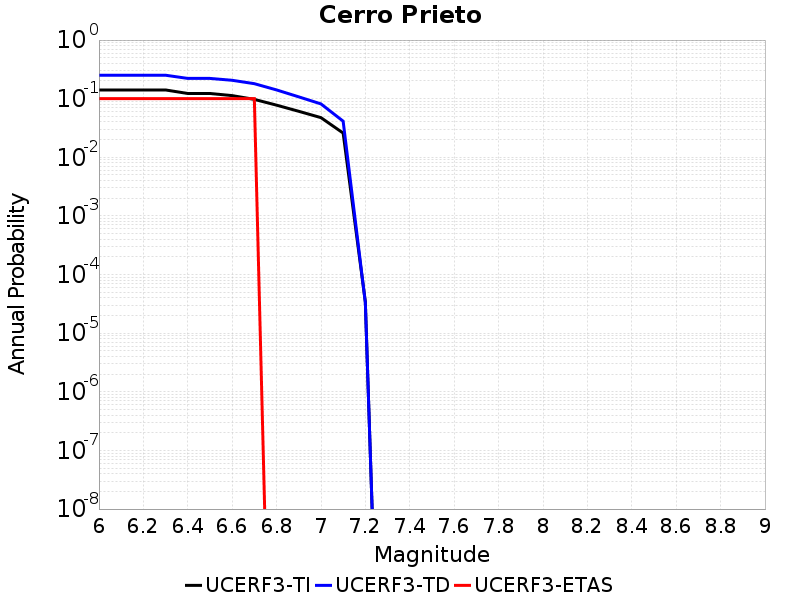 Cerro Prieto
Annual Probability
10^0
10^-1
10^-2
10^-3
10^-4
10^-5
10^-6
10^-7
10^-8
6 6.2 6.4 6.6 6.8 7 7.2 7.4 7.6 7.8 8 8.2 8.4 8.6 8.8 9
Magnitude
UCERF3-TI UCERF3-TD UCERF3-ETAS